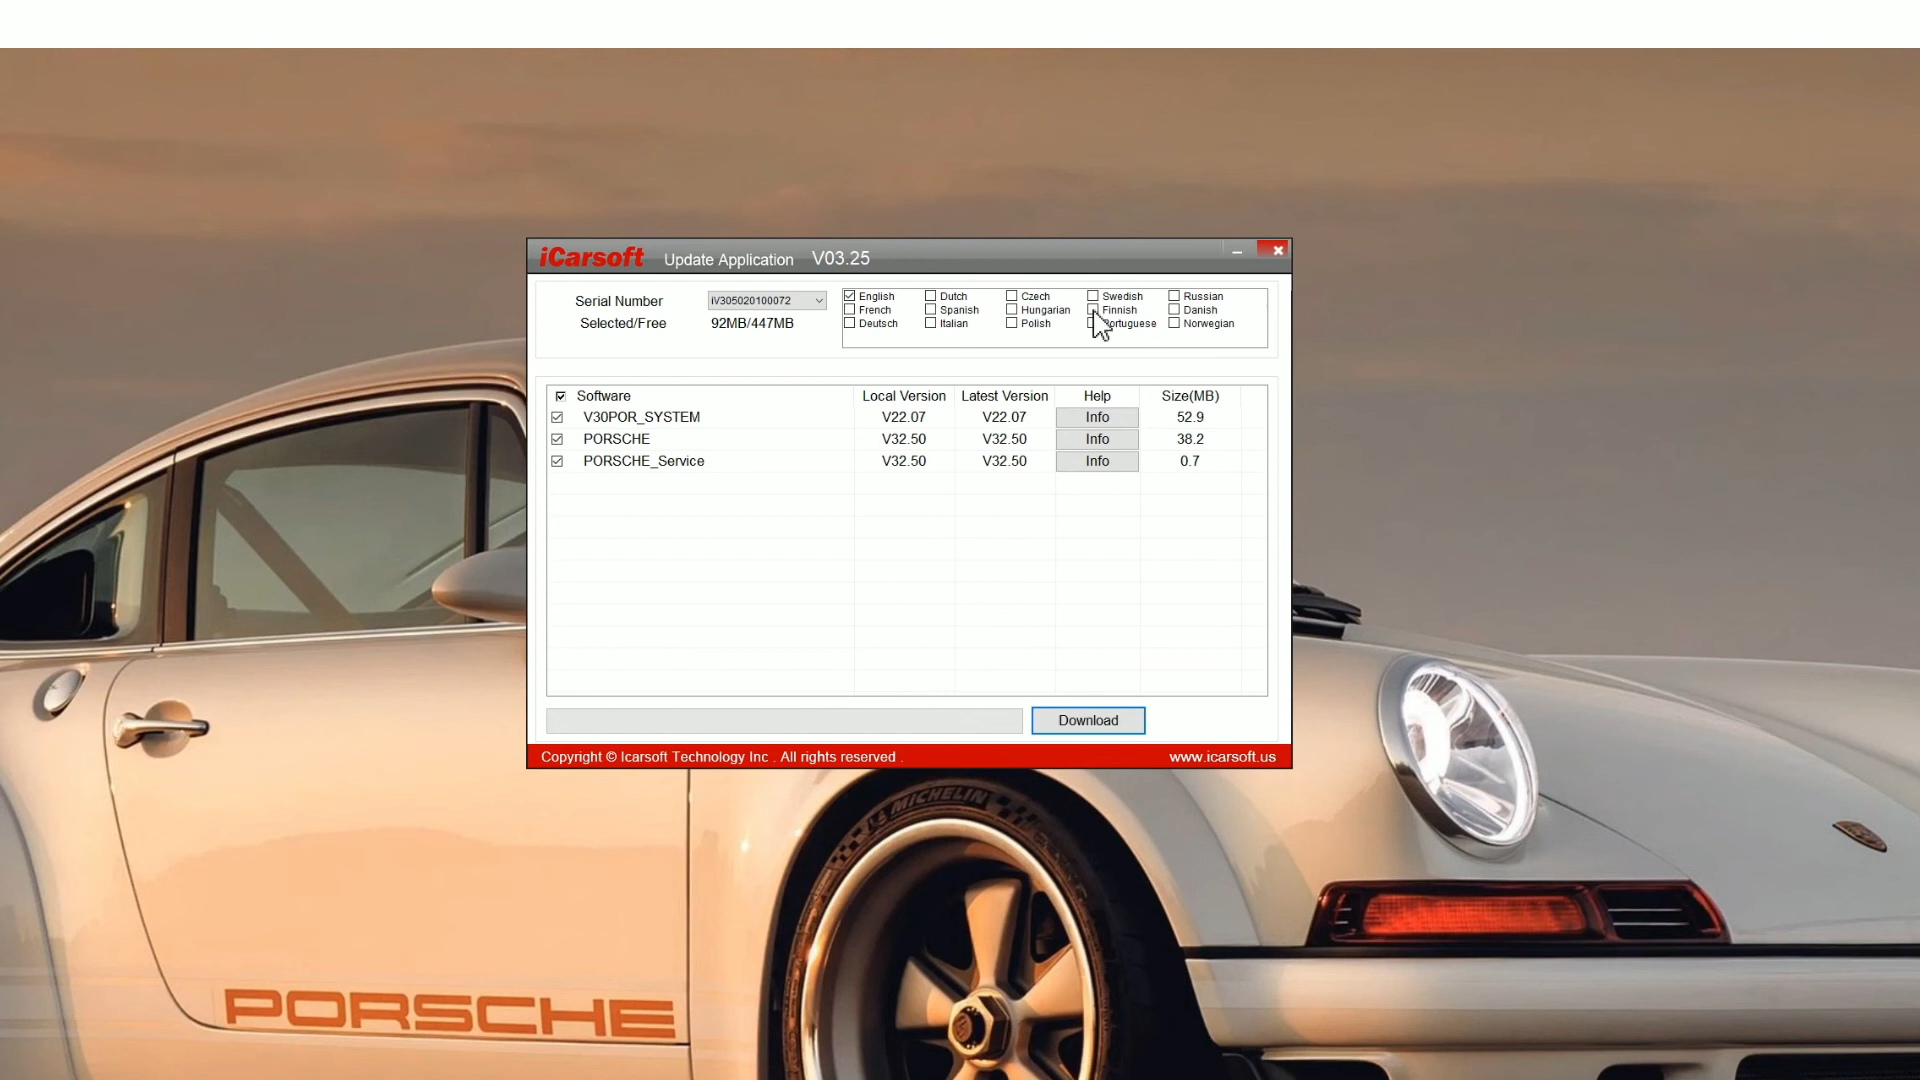 iCarsoft Update Application V03.25
Serial Number iV305020100072
Selected/Free 92MB/447MB
English Dutch Czech Swedish Russian
French Spanish Hungarian Finnish Danish
Deutsch Italian Polish Portuguese Norwegian
Software Local Version Latest Version Help Size(MB)
V30POR_SYSTEM V22.07 V22.07 Info 52.9
PORSCHE V32.50 V32.50 Info 38.2
PORSCHE_Service V32.50 V32.50 Info 0.7
Download
Copyright © Icarsoft Technology Inc . All rights reserved . www.icarsoft.us
MICHELIN
PORSCHE